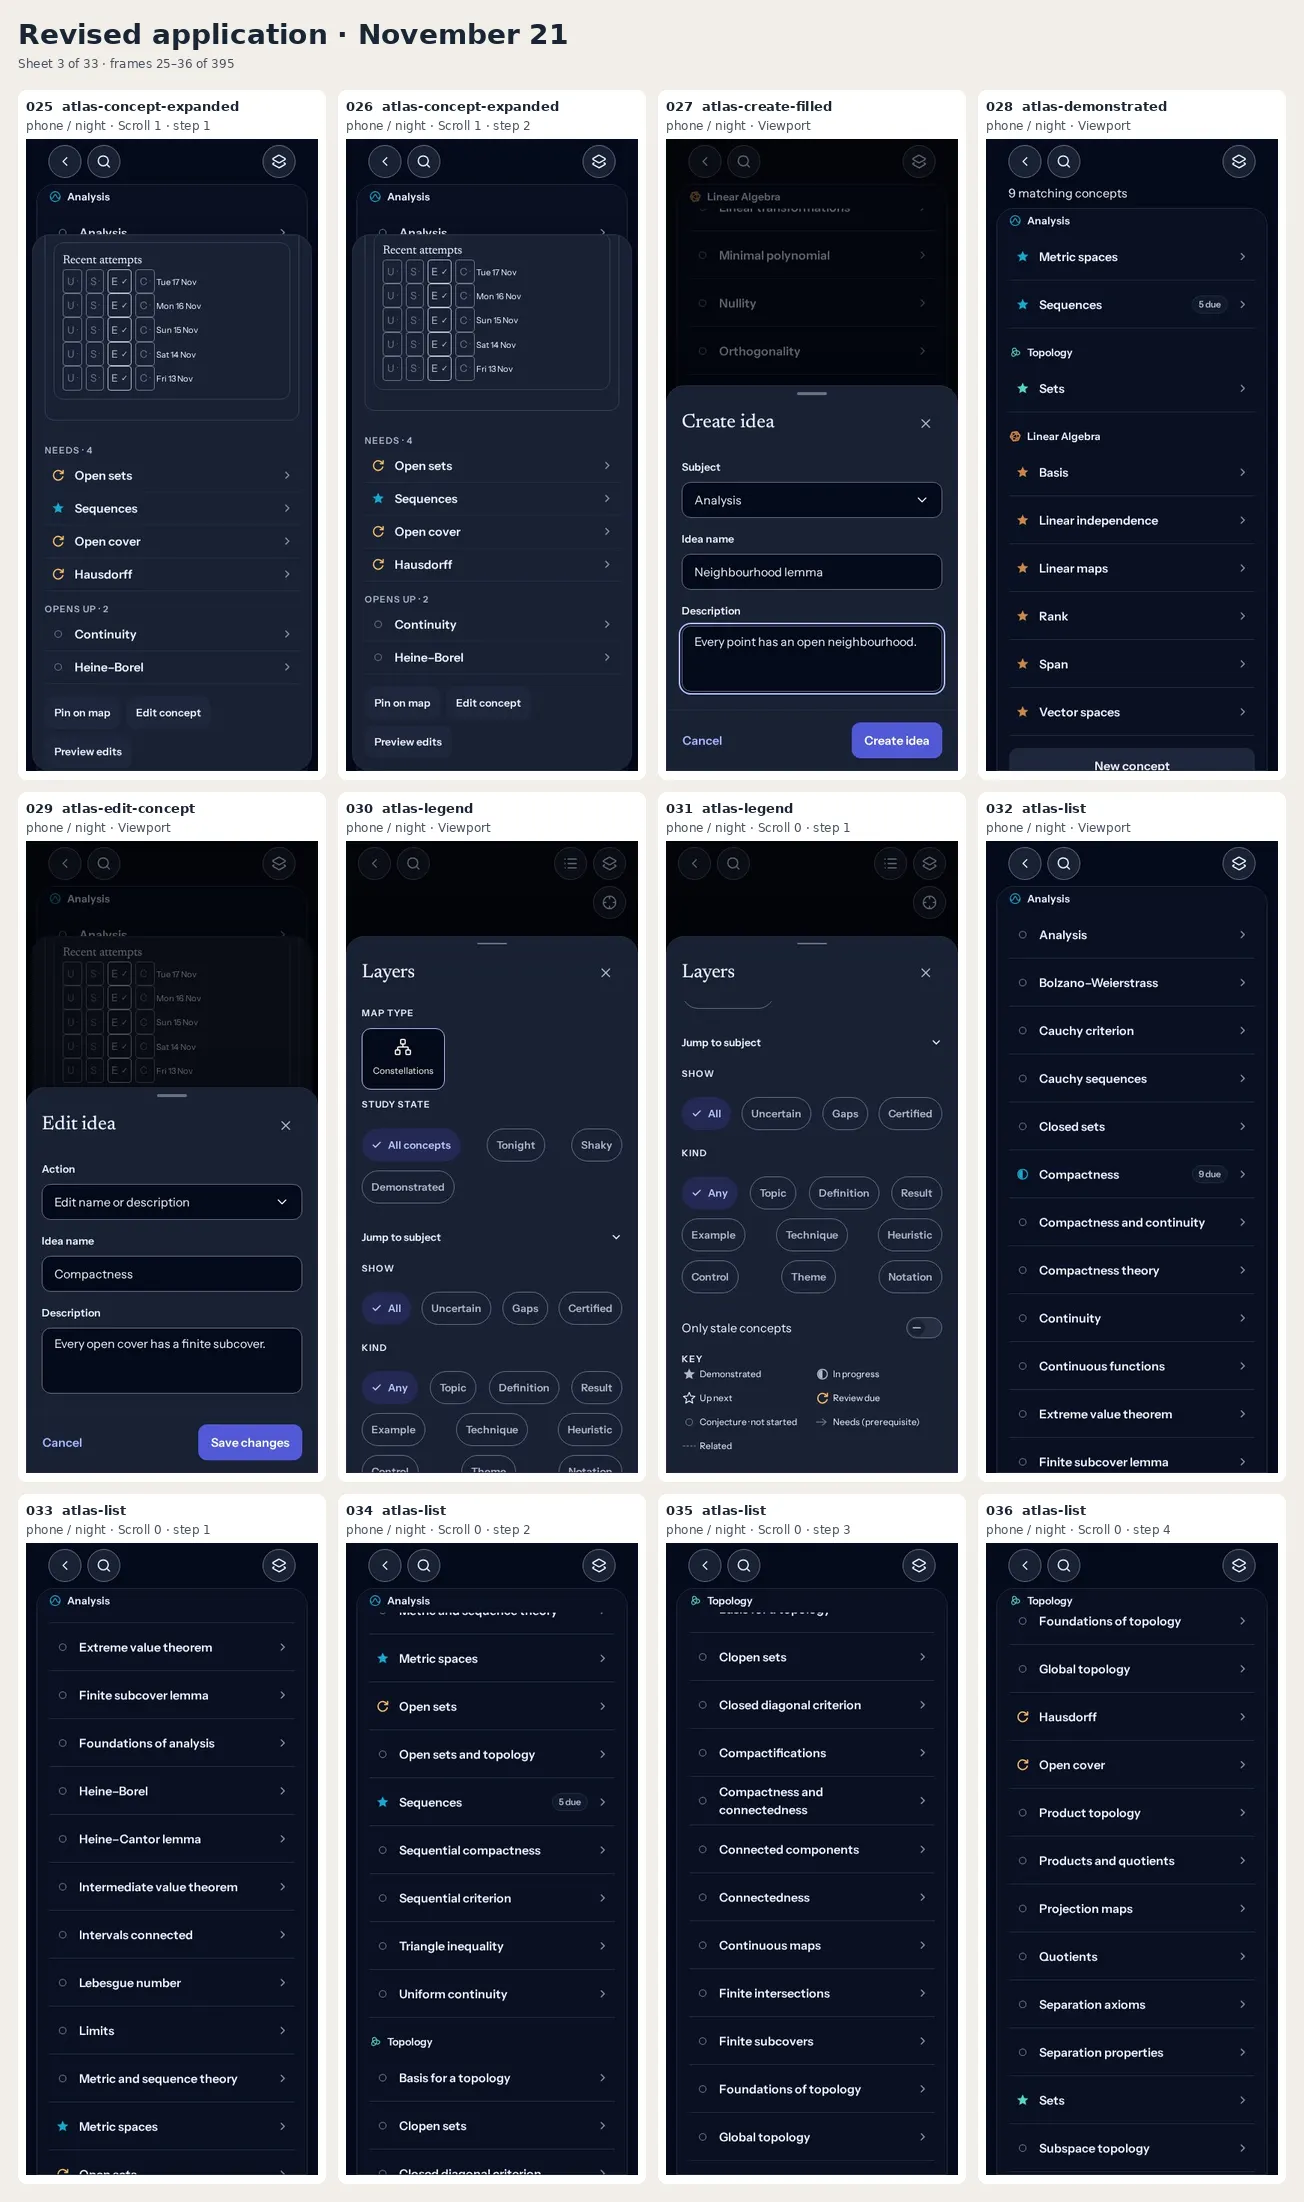 Revised application · November 21
Sheet 3 of 33 · frames 25–36 of 395
025 atlas-concept-expanded
phone / night · Scroll 1 · step 1
Analysis
Analysis
Recent attempts
U S E ✓ C Tue 17 Nov
U S E ✓ C Mon 16 Nov
U S E ✓ C Sun 15 Nov
U S E ✓ C Sat 14 Nov
U S E ✓ C Fri 13 Nov
NEEDS · 4
Open sets
Sequences
Open cover
Hausdorff
OPENS UP · 2
Continuity
Heine–Borel
Pin on map Edit concept
Preview edits
026 atlas-concept-expanded
phone / night · Scroll 1 · step 2
Analysis
Analysis
Recent attempts
U S E ✓ C Tue 17 Nov
U S E ✓ C Mon 16 Nov
U S E ✓ C Sun 15 Nov
U S E ✓ C Sat 14 Nov
U S E ✓ C Fri 13 Nov
NEEDS · 4
Open sets
Sequences
Open cover
Hausdorff
OPENS UP · 2
Continuity
Heine–Borel
Pin on map Edit concept
Preview edits
027 atlas-create-filled
phone / night · Viewport
Linear Algebra
Linear transformations
Minimal polynomial
Nullity
Orthogonality
Create idea
Subject
Analysis
Idea name
Neighbourhood lemma
Description
Every point has an open neighbourhood.
Cancel Create idea
028 atlas-demonstrated
phone / night · Viewport
9 matching concepts
Analysis
Metric spaces
Sequences 5 due
Topology
Sets
Linear Algebra
Basis
Linear independence
Linear maps
Rank
Span
Vector spaces
New concept
029 atlas-edit-concept
phone / night · Viewport
Analysis
Analysis
Recent attempts
U S E ✓ C Tue 17 Nov
U S E ✓ C Mon 16 Nov
U S E ✓ C Sun 15 Nov
U S E ✓ C Sat 14 Nov
U S E ✓ C Fri 13 Nov
Edit idea
Action
Edit name or description
Idea name
Compactness
Description
Every open cover has a finite subcover.
Cancel Save changes
030 atlas-legend
phone / night · Viewport
Layers
MAP TYPE
Constellations
STUDY STATE
All concepts Tonight Shaky
Demonstrated
Jump to subject
SHOW
All Uncertain Gaps Certified
KIND
Any Topic Definition Result
Example Technique Heuristic
Control Theme Notation
031 atlas-legend
phone / night · Scroll 0 · step 1
Layers
Jump to subject
SHOW
All Uncertain Gaps Certified
KIND
Any Topic Definition Result
Example Technique Heuristic
Control Theme Notation
Only stale concepts
KEY
Demonstrated In progress
Up next Review due
Conjecture · not started Needs (prerequisite)
Related
032 atlas-list
phone / night · Viewport
Analysis
Analysis
Bolzano–Weierstrass
Cauchy criterion
Cauchy sequences
Closed sets
Compactness 9 due
Compactness and continuity
Compactness theory
Continuity
Continuous functions
Extreme value theorem
Finite subcover lemma
033 atlas-list
phone / night · Scroll 0 · step 1
Analysis
Extreme value theorem
Finite subcover lemma
Foundations of analysis
Heine–Borel
Heine–Cantor lemma
Intermediate value theorem
Intervals connected
Lebesgue number
Limits
Metric and sequence theory
Metric spaces
Open sets
034 atlas-list
phone / night · Scroll 0 · step 2
Analysis
Metric and sequence theory
Metric spaces
Open sets
Open sets and topology
Sequences 5 due
Sequential compactness
Sequential criterion
Triangle inequality
Uniform continuity
Topology
Basis for a topology
Clopen sets
Closed diagonal criterion
035 atlas-list
phone / night · Scroll 0 · step 3
Topology
Basis for a topology
Clopen sets
Closed diagonal criterion
Compactifications
Compactness and
connectedness
Connected components
Connectedness
Continuous maps
Finite intersections
Finite subcovers
Foundations of topology
Global topology
036 atlas-list
phone / night · Scroll 0 · step 4
Topology
Foundations of topology
Global topology
Hausdorff
Open cover
Product topology
Products and quotients
Projection maps
Quotients
Separation axioms
Separation properties
Sets
Subspace topology